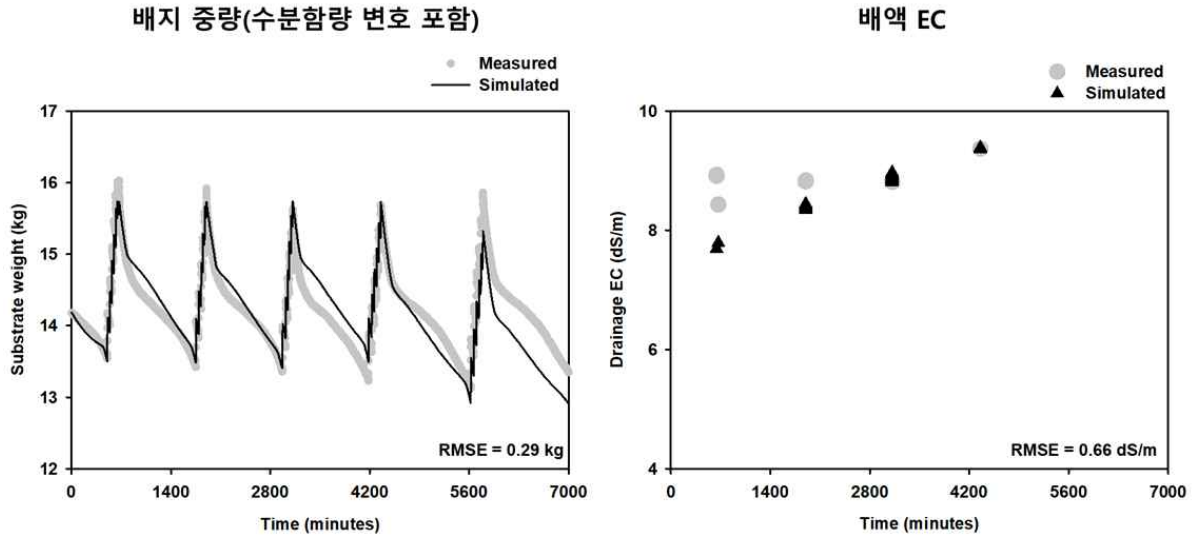 배지 중량(수분함량 변호 포함)
Measured
Simulated
17
16
15
14
13
12
Substrate weight (kg)
RMSE = 0.29 kg
0 1400 2800 4200 5600 7000
Time (minutes)
배액 EC
Measured
Simulated
10
8
6
4
Drainage EC (dS/m)
RMSE = 0.66 dS/m
0 1400 2800 4200 5600 7000
Time (minutes)